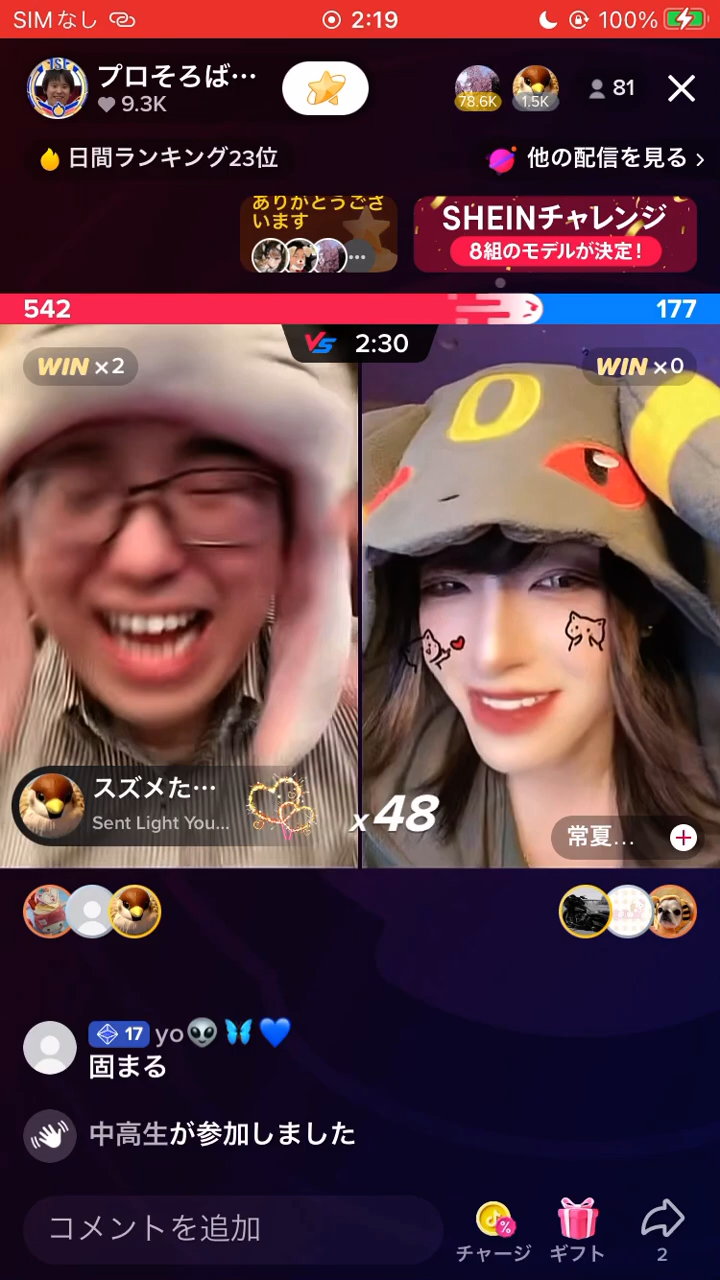 SIMなし
2:19
100%
プロそろば…
9.3K
78.6K
1.5K
81
日間ランキング23位
他の配信を見る
ありがとうござ
います
SHEINチャレンジ
8組のモデルが決定!
542
177
VS 2:30
WIN ×2
WIN ×0
スズメた…
Sent Light You...
x48
常夏…
17 yo👽🦋💙
固まる
中高生が参加しました
コメントを追加
チャージ
ギフト
2